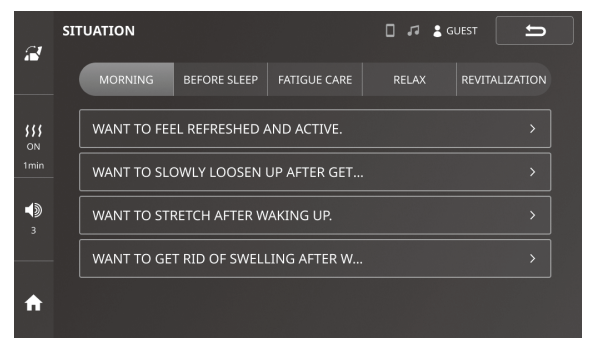 SITUATION
GUEST
MORNING
BEFORE SLEEP
FATIGUE CARE
RELAX
REVITALIZATION
ON
1min
3
WANT TO FEEL REFRESHED AND ACTIVE.
WANT TO SLOWLY LOOSEN UP AFTER GET...
WANT TO STRETCH AFTER WAKING UP.
WANT TO GET RID OF SWELLING AFTER W...